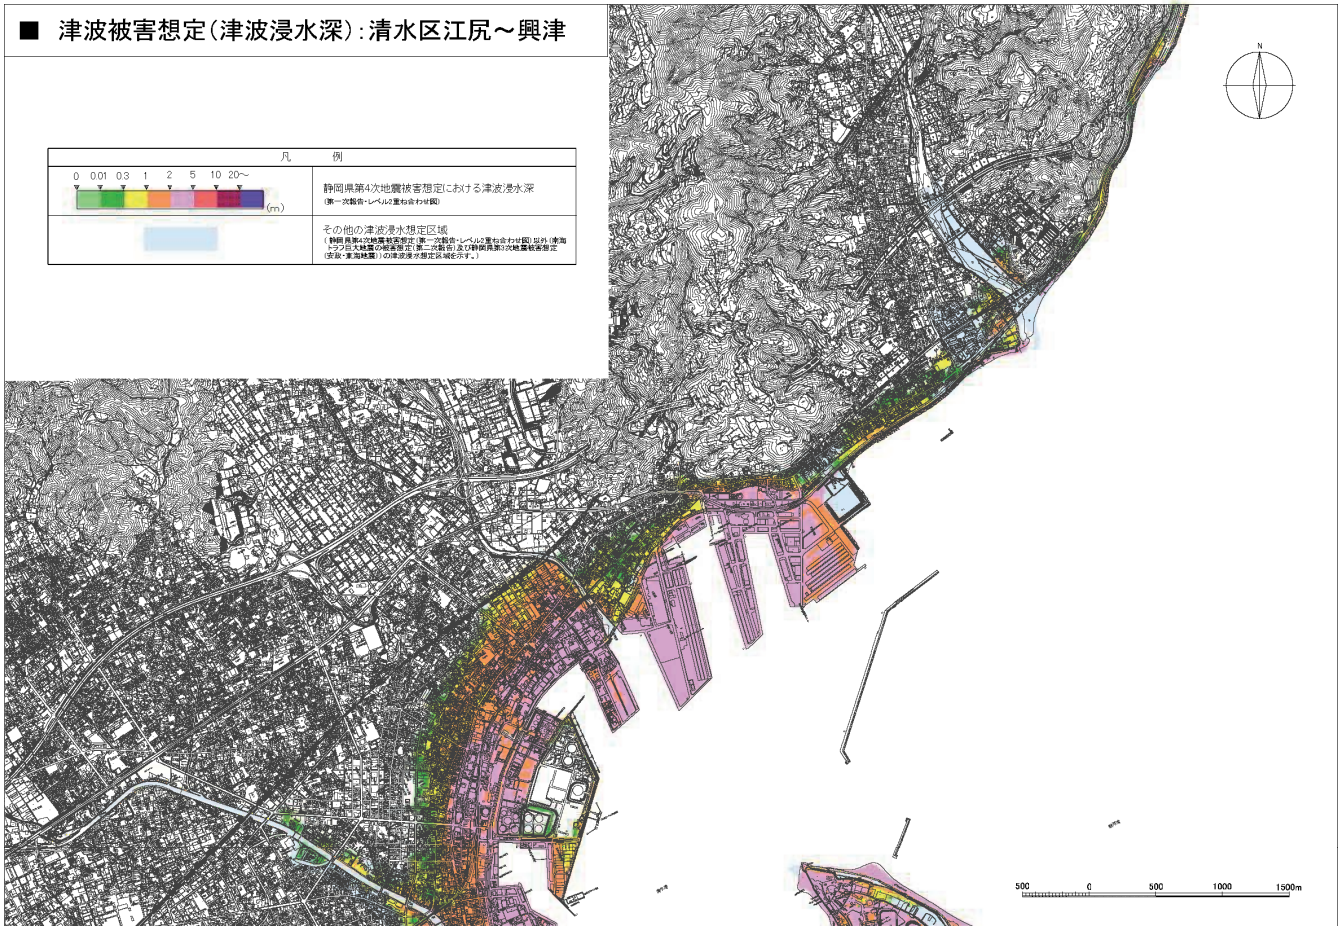 ■ 津波被害想定(津波浸水深):清水区江尻~興津
凡 例
0 0.01 0.3 1 2 5 10 20~
(m)
静岡県第4次地震被害想定における津波浸水深
(第一次報告・レベル2重ね合わせ図)
その他の津波浸水想定区域
(静岡県第4次地震被害想定(第一次報告・レベル2重ね合わせ図)以外(南海
トラフ巨大地震の被害想定(第二次報告)及び静岡県第3次地震被害想定
(安政・東海地震))の津波浸水想定区域を示す。)
N
500 0 500 1000 1500m